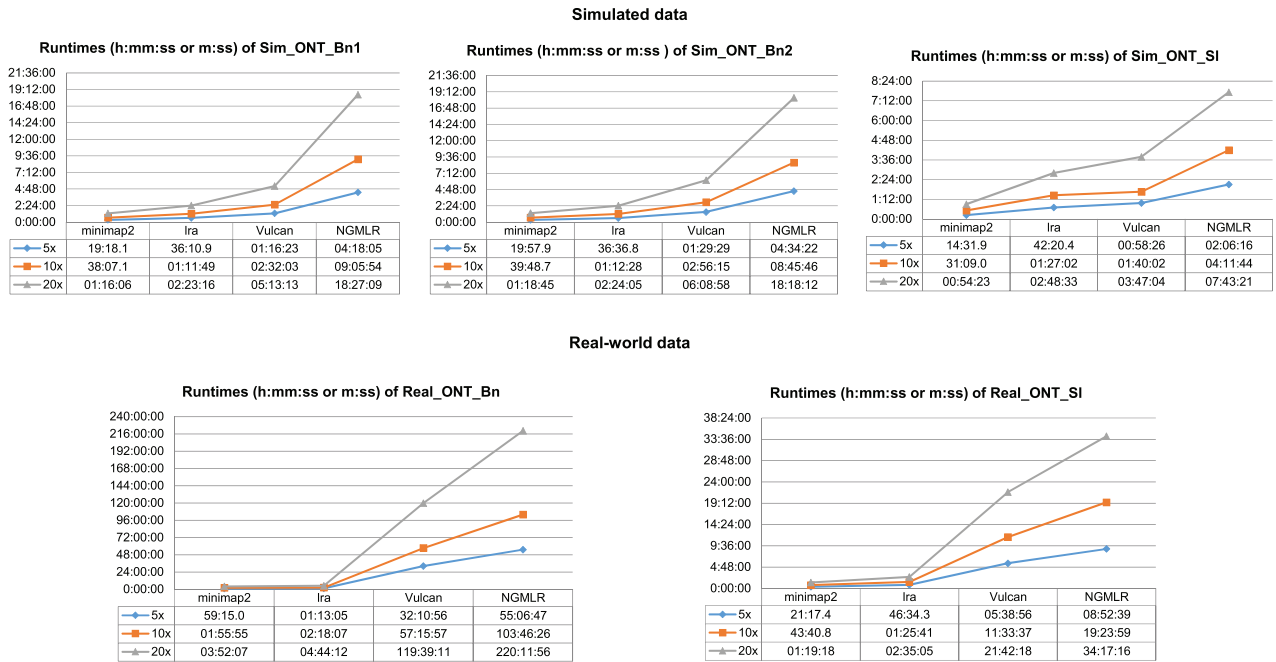 Simulated data
Runtimes (h:mm:ss or m:ss) of Sim_ONT_Bn1
21:36:00
19:12:00
16:48:00
14:24:00
12:00:00
9:36:00
7:12:00
4:48:00
2:24:00
0:00:00
minimap2 lra Vulcan NGMLR
5x 19:18.1 36:10.9 01:16:23 04:18:05
10x 38:07.1 01:11:49 02:32:03 09:05:54
20x 01:16:06 02:23:16 05:13:13 18:27:09
Runtimes (h:mm:ss or m:ss ) of Sim_ONT_Bn2
21:36:00
19:12:00
16:48:00
14:24:00
12:00:00
9:36:00
7:12:00
4:48:00
2:24:00
0:00:00
minimap2 lra Vulcan NGMLR
5x 19:57.9 36:36.8 01:29:29 04:34:22
10x 39:48.7 01:12:28 02:56:15 08:45:46
20x 01:18:45 02:24:05 06:08:58 18:18:12
Runtimes (h:mm:ss or m:ss) of Sim_ONT_Sl
8:24:00
7:12:00
6:00:00
4:48:00
3:36:00
2:24:00
1:12:00
0:00:00
minimap2 lra Vulcan NGMLR
5x 14:31.9 42:20.4 00:58:26 02:06:16
10x 31:09.0 01:27:02 01:40:02 04:11:44
20x 00:54:23 02:48:33 03:47:04 07:43:21
Real-world data
Runtimes (h:mm:ss or m:ss) of Real_ONT_Bn
240:00:00
216:00:00
192:00:00
168:00:00
144:00:00
120:00:00
96:00:00
72:00:00
48:00:00
24:00:00
0:00:00
minimap2 lra Vulcan NGMLR
5x 59:15.0 01:13:05 32:10:56 55:06:47
10x 01:55:55 02:18:07 57:15:57 103:46:26
20x 03:52:07 04:44:12 119:39:11 220:11:56
Runtimes (h:mm:ss or m:ss) of Real_ONT_Sl
38:24:00
33:36:00
28:48:00
24:00:00
19:12:00
14:24:00
9:36:00
4:48:00
0:00:00
minimap2 lra Vulcan NGMLR
5x 21:17.4 46:34.3 05:38:56 08:52:39
10x 43:40.8 01:25:41 11:33:37 19:23:59
20x 01:19:18 02:35:05 21:42:18 34:17:16